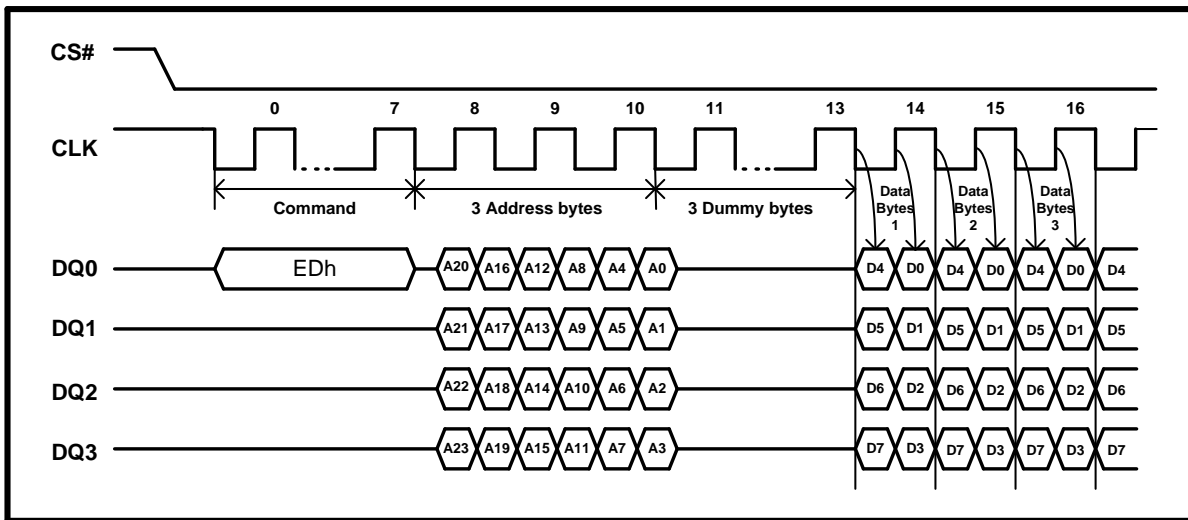 CS#
0 7 8 9 10 11 13 14 15 16
CLK
Command 3 Address bytes 3 Dummy bytes
Data Bytes 1
Data Bytes 2
Data Bytes 3
DQ0 EDh A20 A16 A12 A8 A4 A0 D4 D0 D4 D0 D4 D0 D4
DQ1 A21 A17 A13 A9 A5 A1 D5 D1 D5 D1 D5 D1 D5
DQ2 A22 A18 A14 A10 A6 A2 D6 D2 D6 D2 D6 D2 D6
DQ3 A23 A19 A15 A11 A7 A3 D7 D3 D7 D3 D7 D3 D7